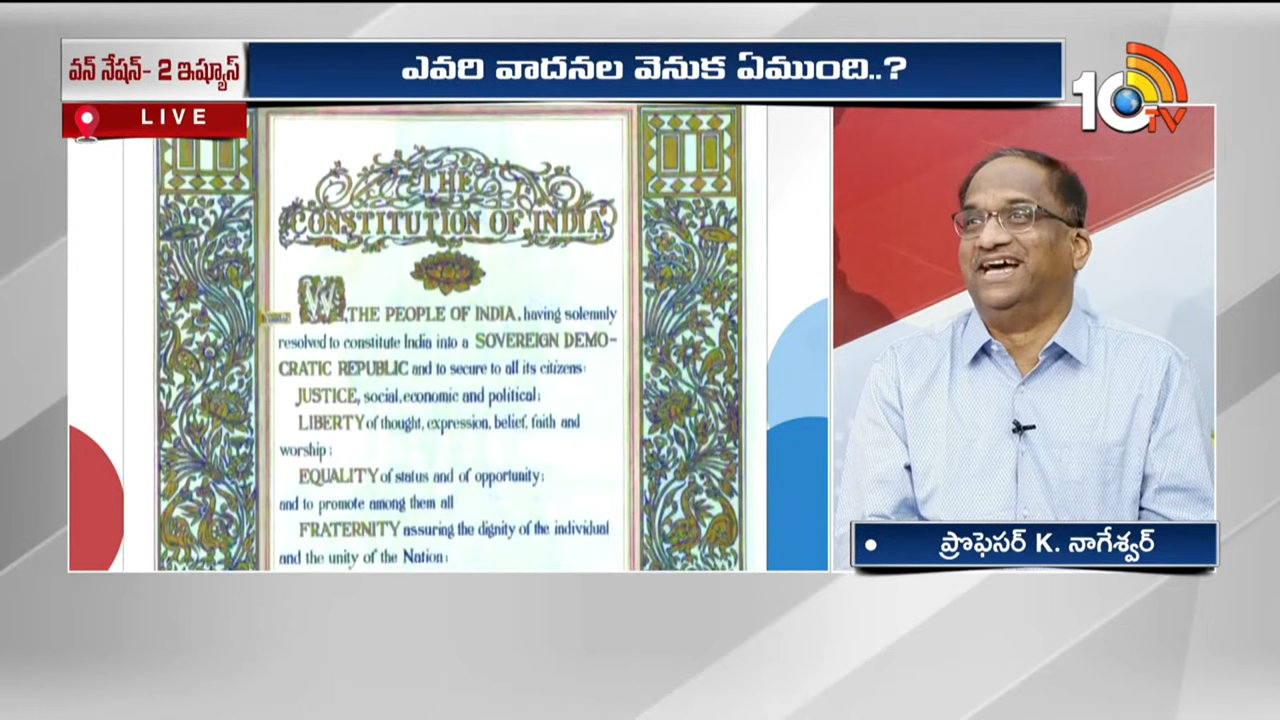 వన్ నేషన్- 2 ఇష్యూస్
ఎవరి వాదనల వెనుక ఏముంది..?
10TV
LIVE
THE
CONSTITUTION OF INDIA
WE, THE PEOPLE OF INDIA, having solemnly
resolved to constitute India into a SOVEREIGN DEMO-
CRATIC REPUBLIC and to secure to all its citizens:
JUSTICE, social, economic and political;
LIBERTY of thought, expression, belief, faith and
worship;
EQUALITY of status and of opportunity;
and to promote among them all
FRATERNITY assuring the dignity of the individual
and the unity of the Nation;
ప్రొఫెసర్ K. నాగేశ్వర్